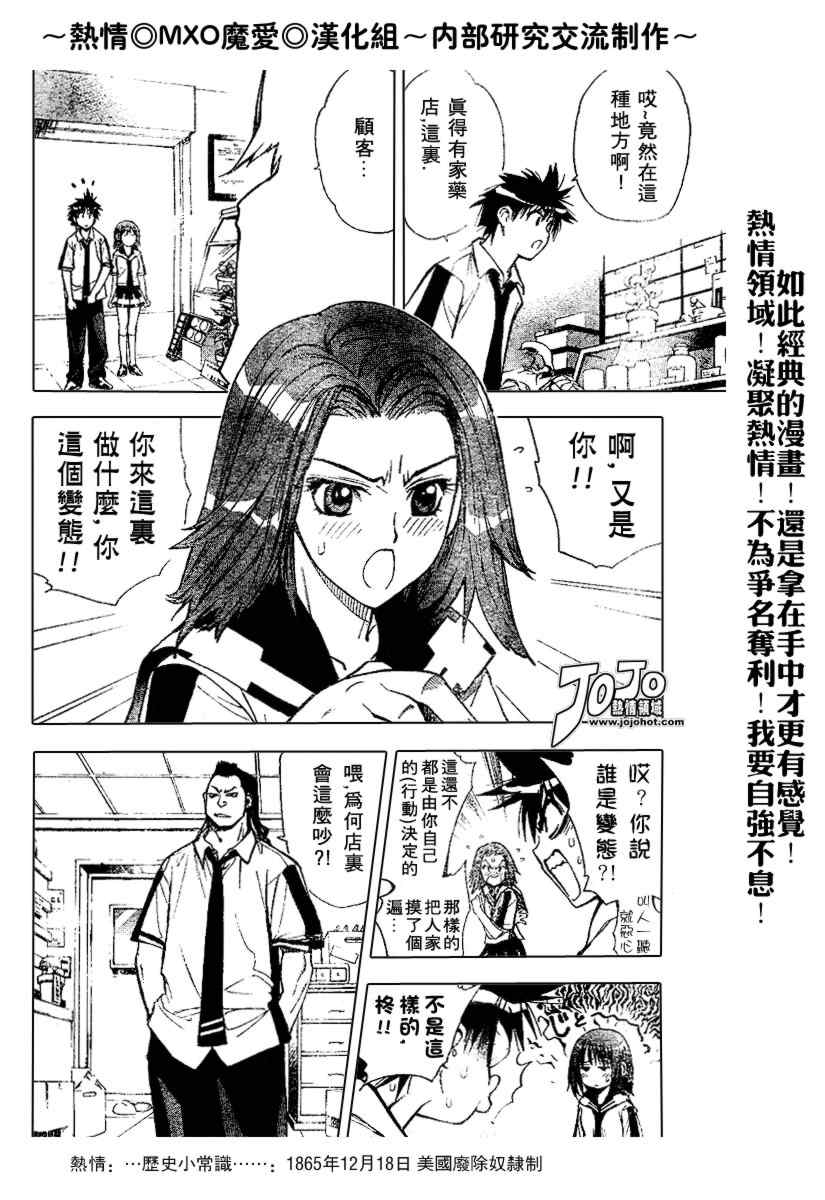 ～熱情◎MXO魔愛◎漢化組～内部研究交流制作～
哎~竟然在這
種地方啊！
眞得有家藥
店,這裏.
顧客…
啊,又是
你!!
你來這裏
做什麼,你
這個變態!!
JOJO
熱情領域
www.jojohot.com
哎？你說
誰是變態?!
叫人一聽
就惡心
這還不
都是由你自己
的(行動)決定的
那樣的
把人家
摸了個
遍…
喂,爲何店裏
會這麼吵?!
不是這
樣的,
柊!!
じと
如此經典的漫畫！還是拿在手中才更有感覺！
熱情領域！凝聚熱情！不為爭名奪利！我要自強不息！
熱情：…歷史小常識……：1865年12月18日 美國廢除奴隸制